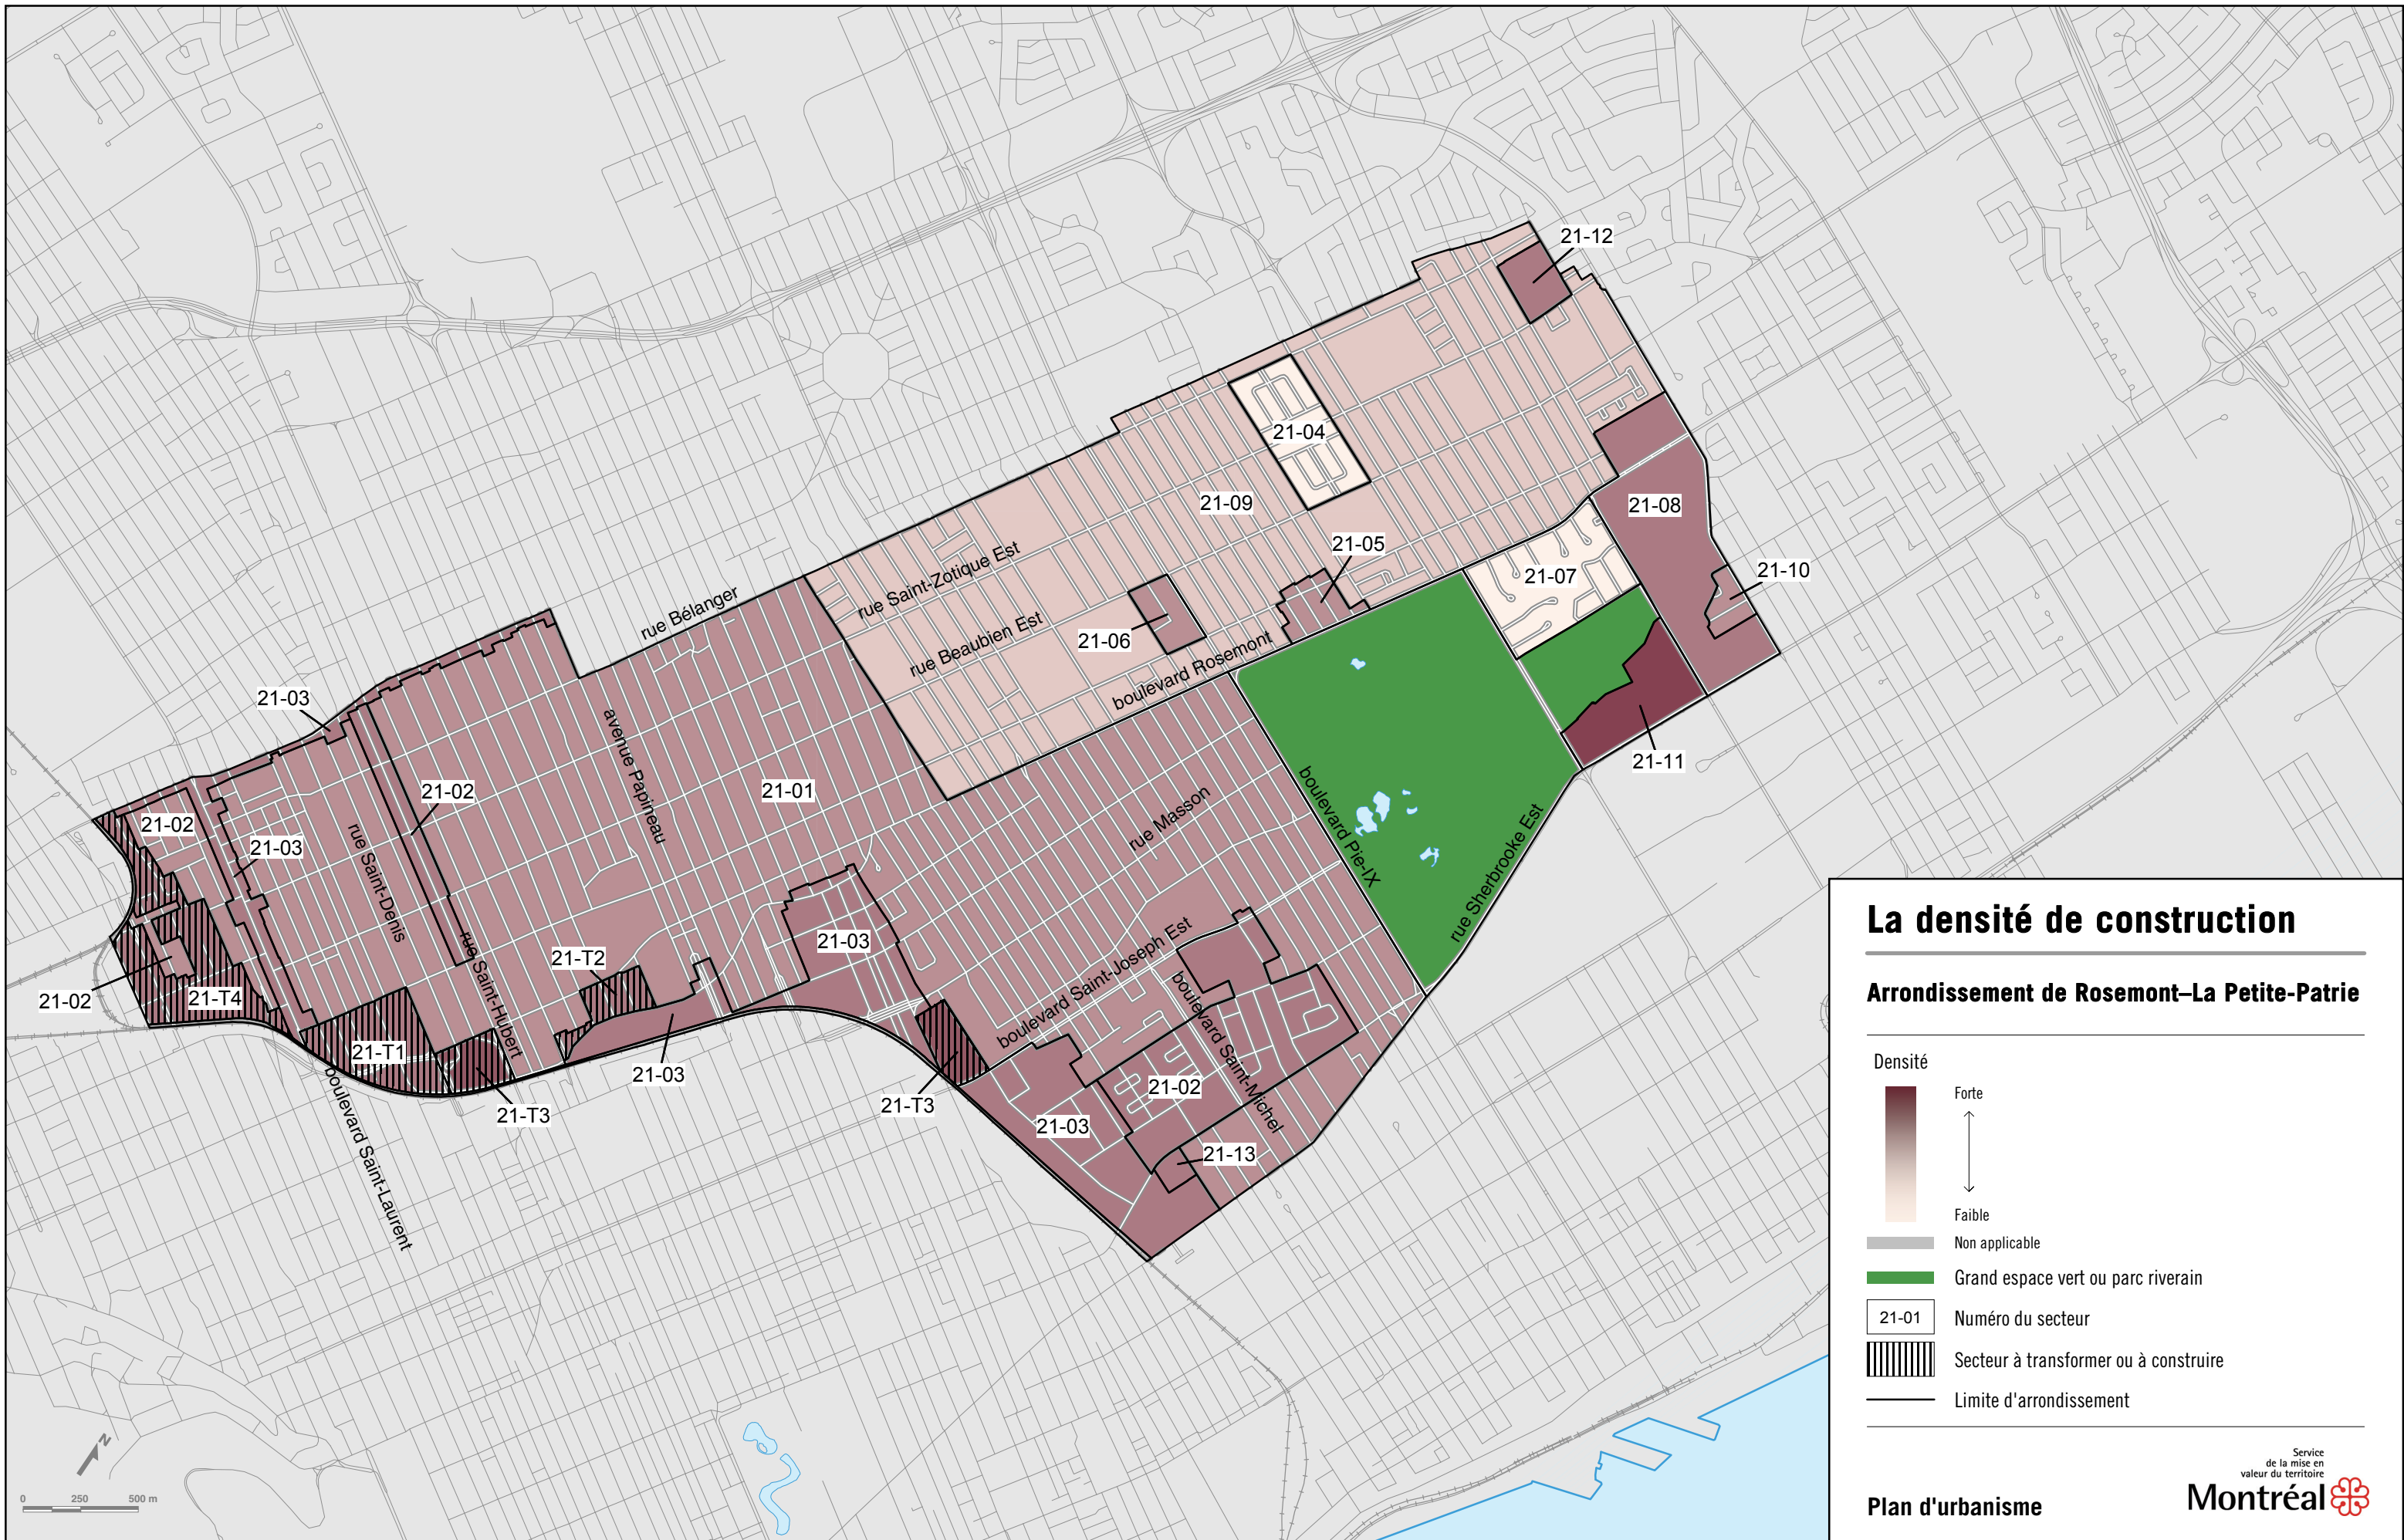 21-12
21-04
21-09
21-08
21-05
21-10
21-07
rue Saint-Zotique Est
rue Bélanger
rue Beaubien Est
21-06
boulevard Rosemont
21-03
avenue Papineau
21-11
21-02
21-01
21-02
rue Masson
boulevard Pie-IX
21-03
rue Saint-Denis
rue Sherbrooke Est
21-03
21-T2
rue Saint-Hubert
boulevard Saint-Joseph Est
21-02
21-T4
boulevard Saint-Michel
21-T1
21-03
21-02
21-T3
21-T3
21-03
21-13
boulevard Saint-Laurent
N
0 250 500 m
La densité de construction
Arrondissement de Rosemont–La Petite-Patrie
Densité
Forte
Faible
Non applicable
Grand espace vert ou parc riverain
21-01
Numéro du secteur
Secteur à transformer ou à construire
Limite d'arrondissement
Service
de la mise en
valeur du territoire
Plan d'urbanisme
Montréal